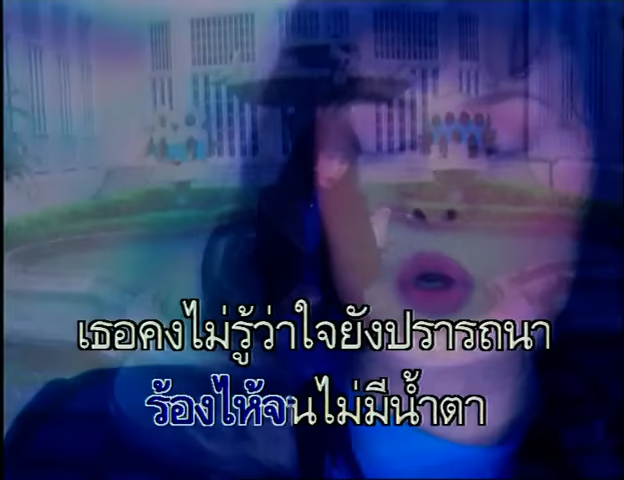 เธอคงไม่รู้ว่าใจยังปรารถนา
ร้องไห้จนไม่มีน้ำตา